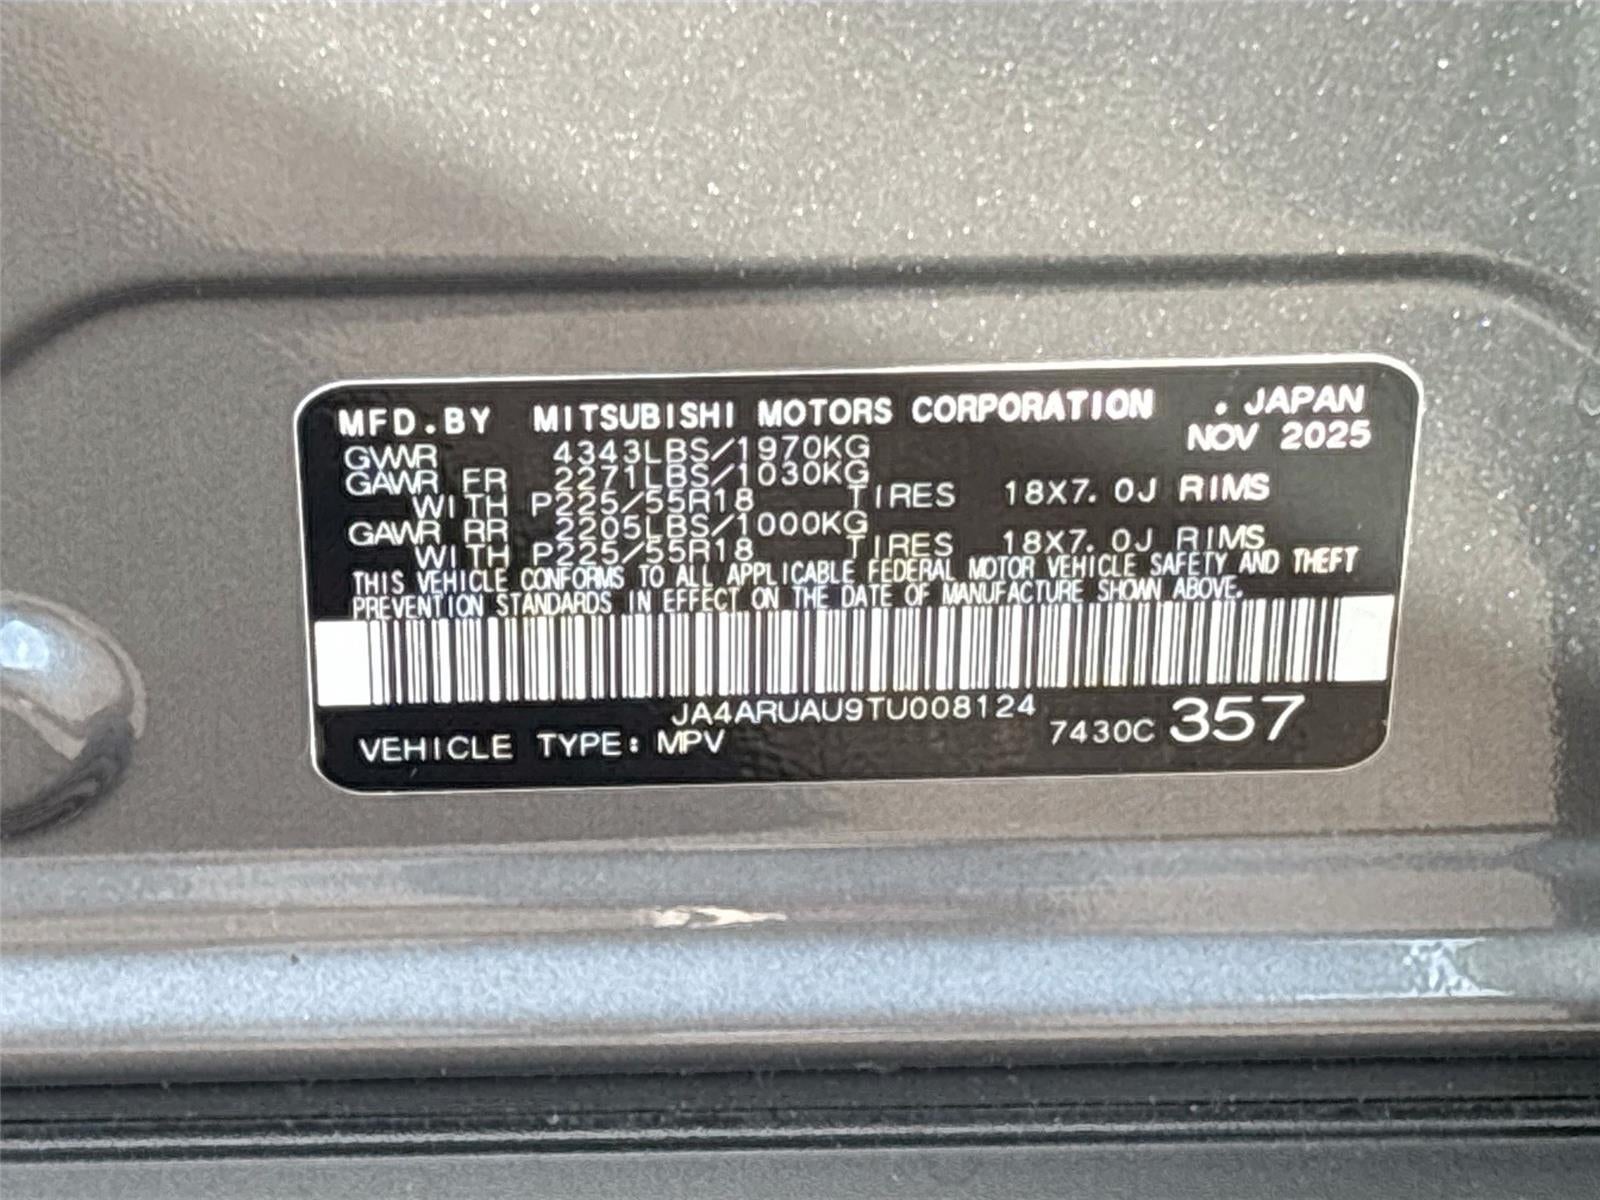 MFD.BY MITSUBISHI MOTORS CORPORATION . JAPAN
NOV 2025
GVWR 4343LBS/1970KG
GAWR FR 2271LBS/1030KG
WITH P225/55R18 TIRES 18X7.0J RIMS
GAWR RR 2205LBS/1000KG
WITH P225/55R18 TIRES 18X7.0J RIMS
THIS VEHICLE CONFORMS TO ALL APPLICABLE FEDERAL MOTOR VEHICLE SAFETY AND THEFT
PREVENTION STANDARDS IN EFFECT ON THE DATE OF MANUFACTURE SHOWN ABOVE.
JA4ARUAU9TU008124
VEHICLE TYPE: MPV 7430C 357